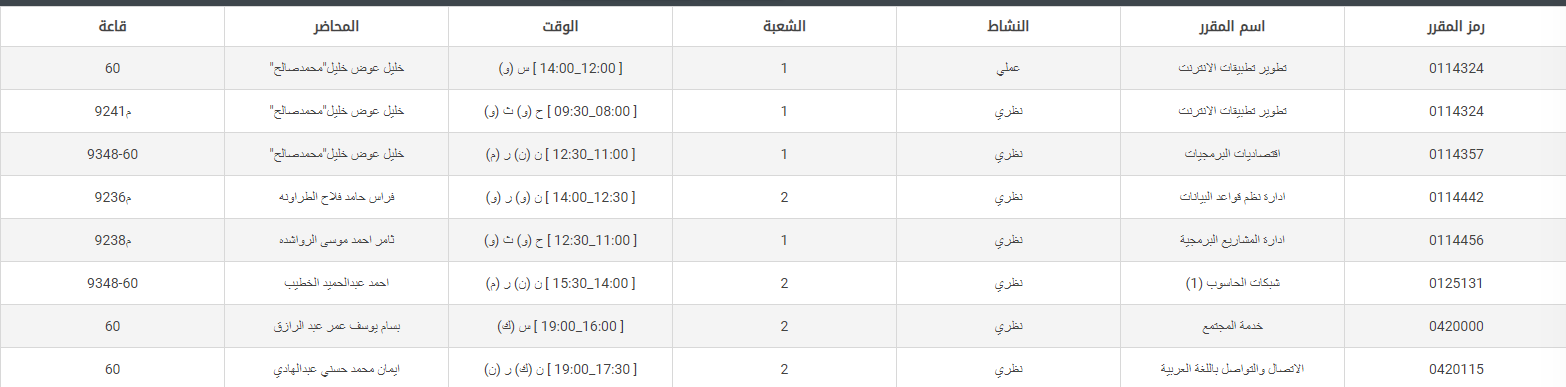 رمز المقرر اسم المقرر النشاط الشعبة الوقت المحاضر قاعة
0114324 تطوير تطبيقات الانترنت عملي 1 [ 12:00_14:00 ] س (و) خليل عوض خليل"محمدصالح" 60
0114324 تطوير تطبيقات الانترنت نظري 1 [ 08:00_09:30 ] ح (و) ث (و) خليل عوض خليل"محمدصالح" م9241
0114357 اقتصاديات البرمجيات نظري 1 [ 11:00_12:30 ] ن (ن) ر (م) خليل عوض خليل"محمدصالح" 9348-60
0114442 ادارة نظم قواعد البيانات نظري 2 [ 12:30_14:00 ] ن (و) ر (و) فراس حامد فلاح الطراونه م9236
0114456 ادارة المشاريع البرمجية نظري 1 [ 11:00_12:30 ] ح (و) ث (و) ثامر احمد موسى الرواشده م9238
0125131 شبكات الحاسوب (1) نظري 2 [ 14:00_15:30 ] ن (ن) ر (م) احمد عبدالحميد الخطيب 9348-60
0420000 خدمة المجتمع نظري 2 [ 16:00_19:00 ] س (ك) بسام يوسف عمر عبد الرازق 60
0420115 الاتصال والتواصل باللغة العربية نظري 2 [ 17:30_19:00 ] ن (ك) ر (ن) ايمان محمد حسني عبدالهادي 60